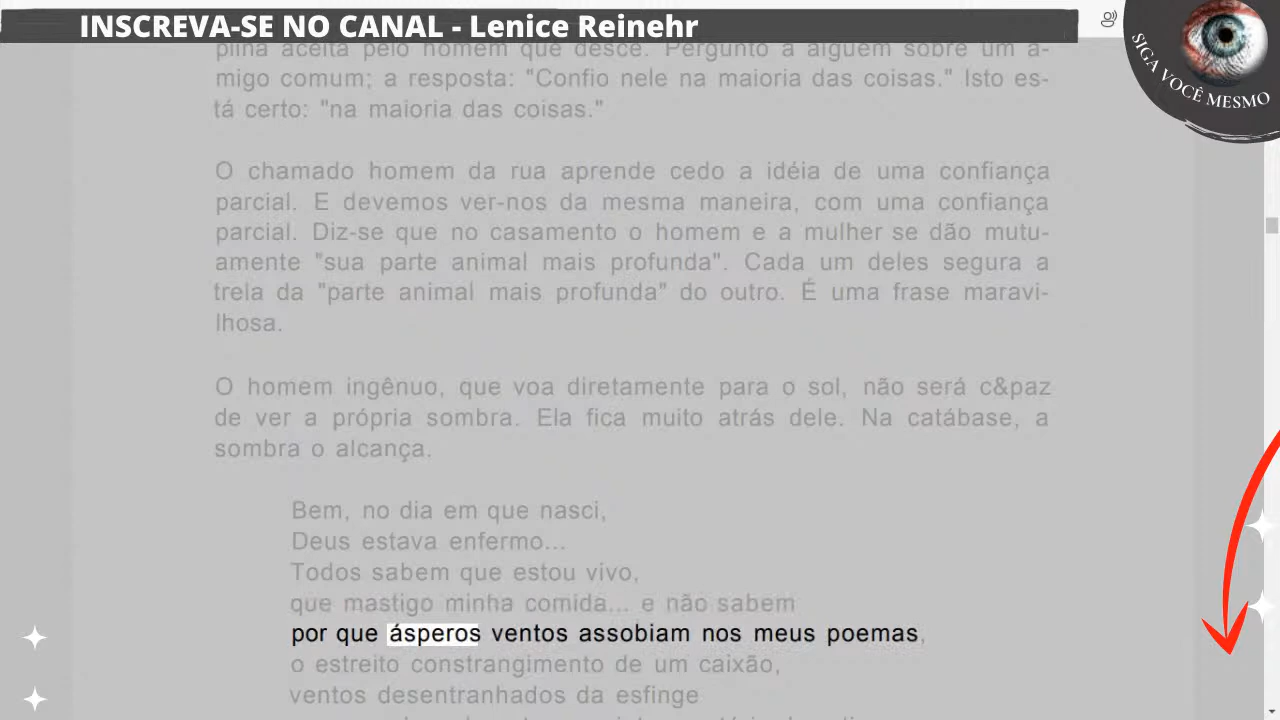 INSCREVA-SE NO CANAL - Lenice Reinehr
SIGA VOCÊ MESMO
plina aceita pelo homem que desce. Pergunto a alguém sobre um a-
migo comum; a resposta: "Confio nele na maioria das coisas." Isto es-
tá certo: "na maioria das coisas."
O chamado homem da rua aprende cedo a idéia de uma confiança
parcial. E devemos ver-nos da mesma maneira, com uma confiança
parcial. Diz-se que no casamento o homem e a mulher se dão mutu-
amente "sua parte animal mais profunda". Cada um deles segura a
trela da "parte animal mais profunda" do outro. É uma frase maravi-
lhosa.
O homem ingênuo, que voa diretamente para o sol, não será c&paz
de ver a própria sombra. Ela fica muito atrás dele. Na catábase, a
sombra o alcança.
Bem, no dia em que nasci,
Deus estava enfermo...
Todos sabem que estou vivo,
que mastigo minha comida... e não sabem
por que ásperos ventos assobiam nos meus poemas,
o estreito constrangimento de um caixão,
ventos desentranhados da esfinge